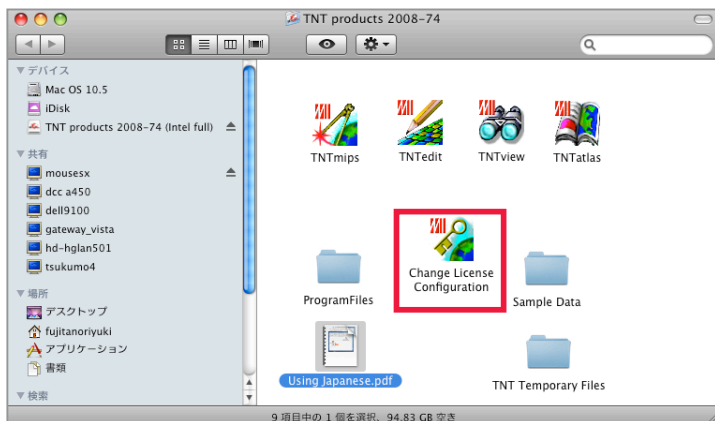 TNT products 2008-74
デバイス
Mac OS 10.5
iDisk
TNT products 2008-74 (Intel full)
共有
mousesx
dcc a450
dell9100
gateway_vista
hd-hglan501
tsukumo4
場所
デスクトップ
fujitanoriyuki
アプリケーション
書類
検索
TNTmips
TNTedit
TNTview
TNTatlas
ProgramFiles
Change License
Configuration
Sample Data
Using Japanese.pdf
TNT Temporary Files
9 項目中の 1 個を選択、94.83 GB 空き